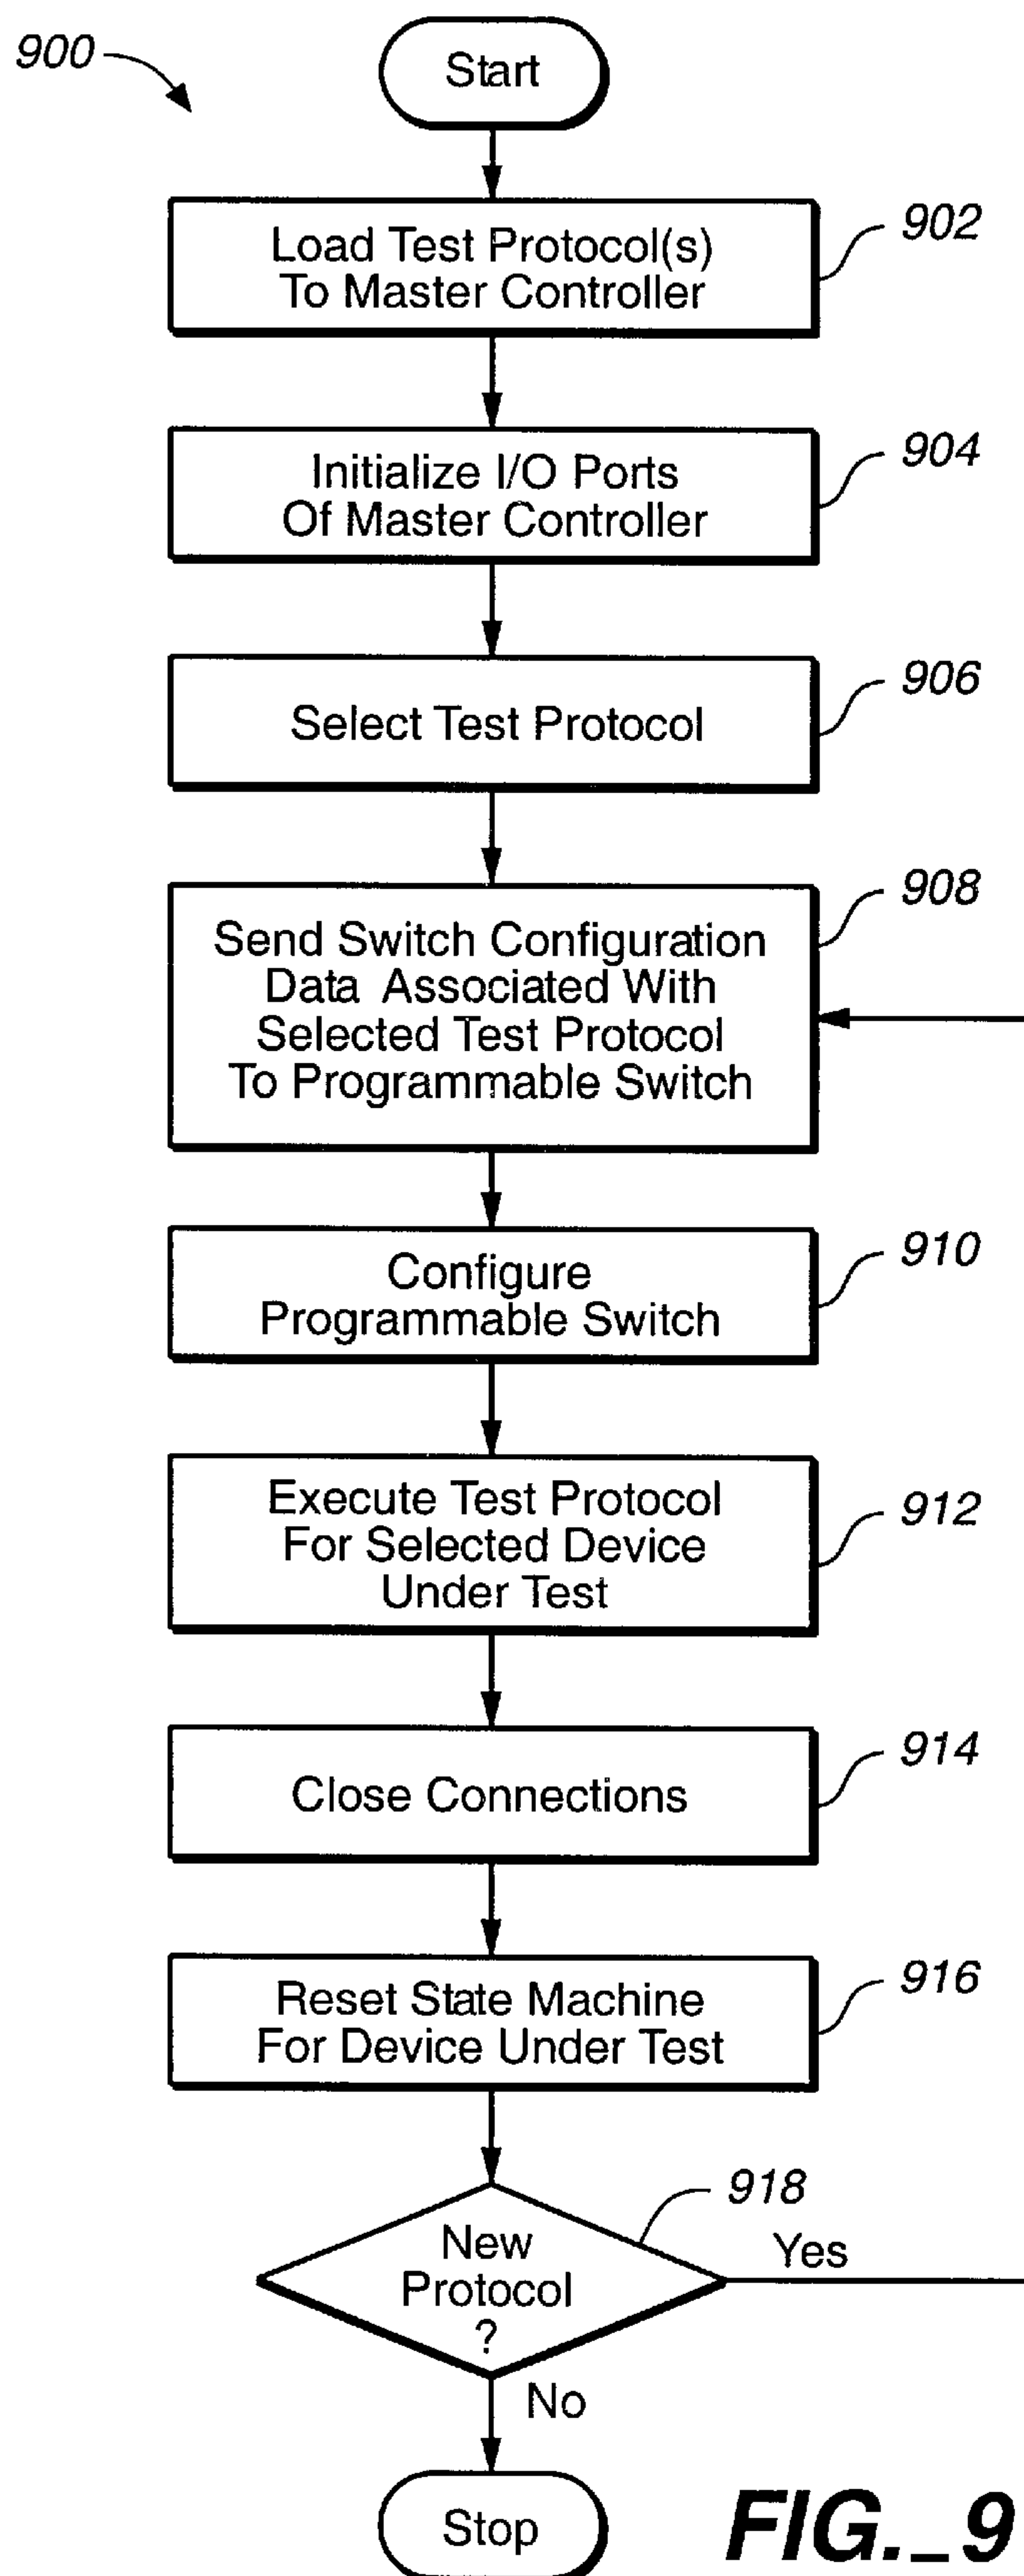 900
Start
Load Test Protocol(s)
To Master Controller
902
Initialize I/O Ports
Of Master Controller
904
Select Test Protocol
906
Send Switch Configuration
Data Associated With
Selected Test Protocol
To Programmable Switch
908
Configure
Programmable Switch
910
Execute Test Protocol
For Selected Device
Under Test
912
Close Connections
914
Reset State Machine
For Device Under Test
916
New
Protocol
?
918
Yes
No
Stop
FIG._9